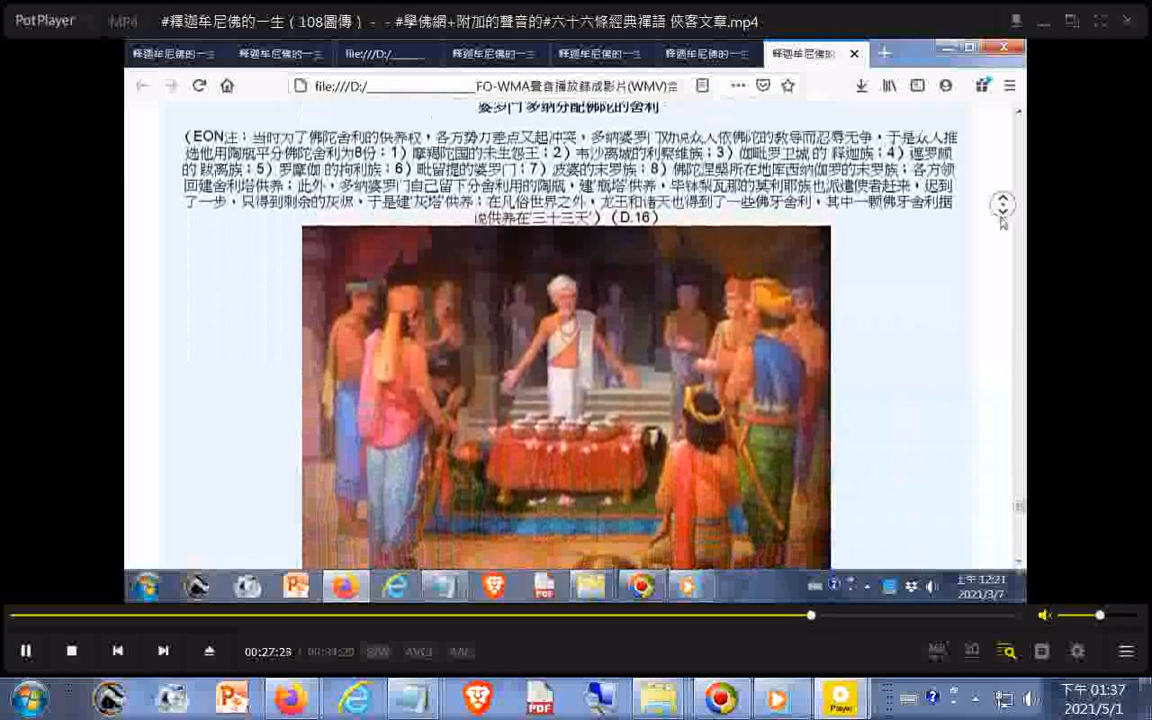 PotPlayer
MP4
#釋迦牟尼佛的一生（108圖傳）- - #學佛網+附加的聲音的#六十六條經典禪語 俠客文章.mp4
釋迦牟尼佛的一生
釋迦牟尼佛的一生
file:///D:/
釋迦牟尼佛的一生
釋迦牟尼佛的一生
釋迦牟尼佛的一生
釋迦牟尼佛的
file:///D:/____________________FO-WMA聲音播放錄成影片(WMV)完
婆罗门多纳分配佛陀的舍利
（EON注：当时为了佛陀舍利的供养权，各方势力差点又起冲突，多纳婆罗门劝说众人依佛陀的教导而忍辱无争，于是众人推
选他用陶瓶平分佛陀舍利为8份：1）摩揭陀国的未生怨王；2）韦沙离城的利察维族；3）伽毗罗卫城的 释迦族；4）遮罗颇
的 跋离族；5）罗摩伽 的拘利族；6）毗留提的婆罗门；7）波婆的末罗族；8）佛陀涅槃所在地库西纳伽罗的末罗族；各方领
回建舍利塔供养；此外，多纳婆罗门自己留下分舍利用的陶瓶，建'瓶塔'供养，毕钵梨瓦那的莫利耶族也派遣使者赶来，迟到
了一步，只得到剩余的灰烬，于是建'灰塔'供养；在凡俗世界之外，龙王和诸天也得到了一些佛牙舍利，其中一颗佛牙舍利据
说供养在'三十三天'）（D.16）
上午 12:21
2021/3/7
00:27:23
S/W
PDF
Player
下午 01:37
2021/5/1